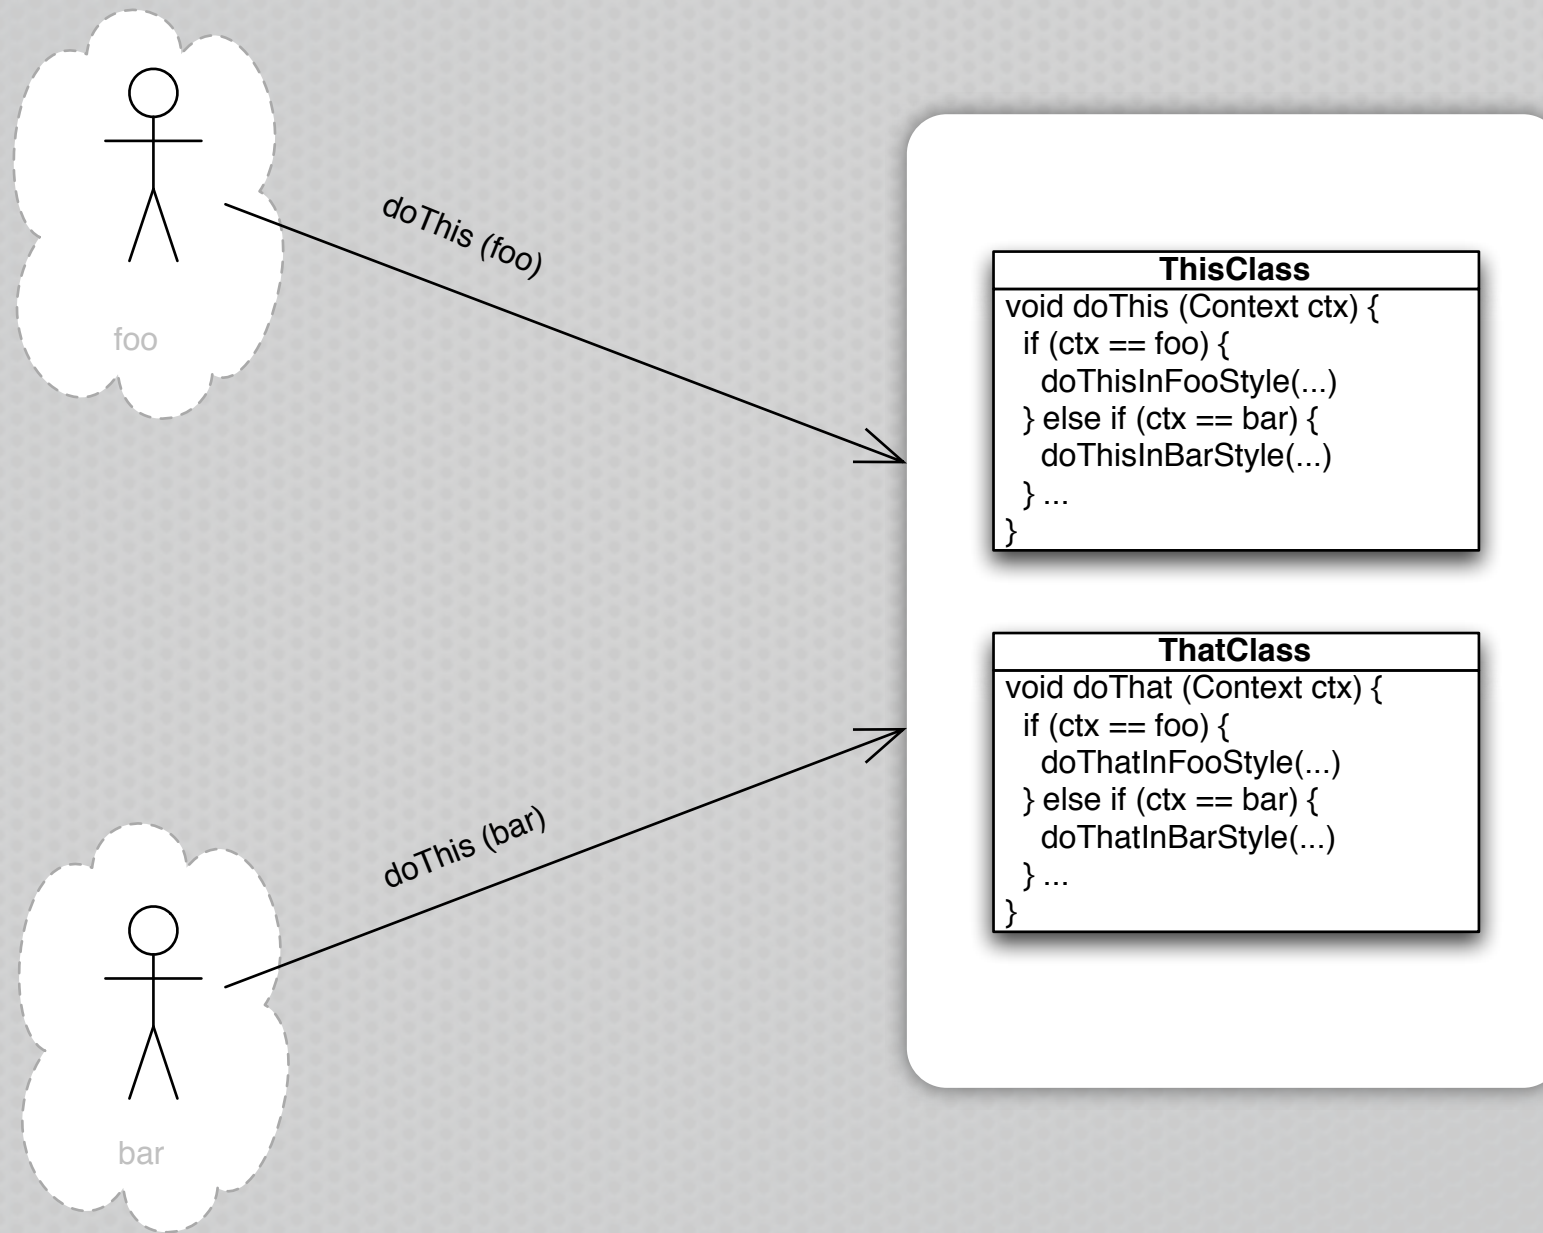 foo
doThis (foo)
ThisClass
void doThis (Context ctx) {
if (ctx == foo) {
doThisInFooStyle(...)
} else if (ctx == bar) {
doThisInBarStyle(...)
} ...
}
ThatClass
void doThat (Context ctx) {
if (ctx == foo) {
doThatInFooStyle(...)
} else if (ctx == bar) {
doThatInBarStyle(...)
} ...
}
doThis (bar)
bar